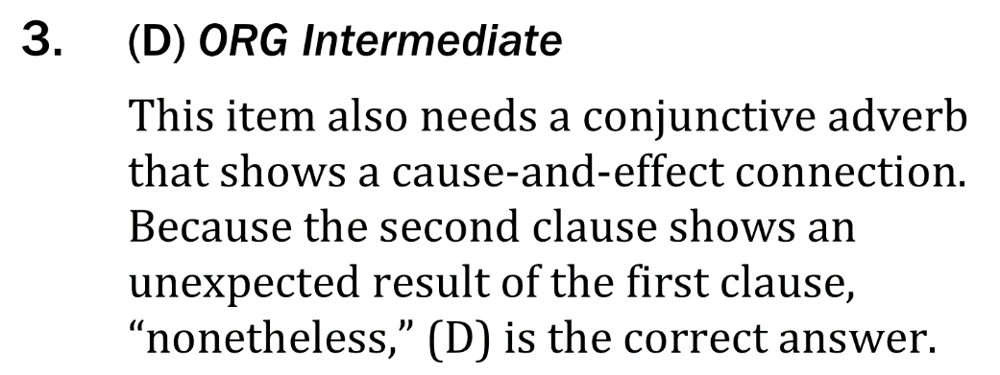 3. (D) ORG Intermediate
This item also needs a conjunctive adverb
that shows a cause-and-effect connection.
Because the second clause shows an
unexpected result of the first clause,
“nonetheless,” (D) is the correct answer.